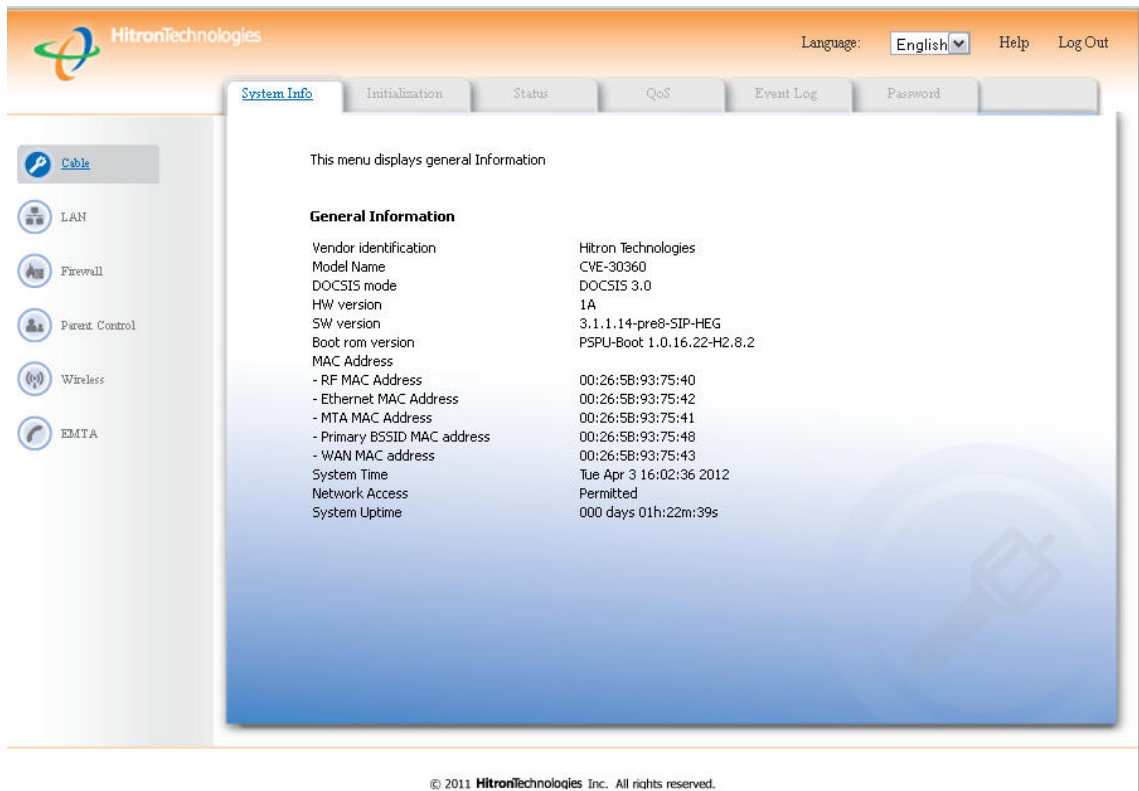 HitronTechnologies
Language: English Help Log Out
System Info Initialization Status QoS Event Log Password
Cable
LAN
Firewall
Parent Control
Wireless
EMTA
This menu displays general Information
General Information
Vendor identification Hitron Technologies
Model Name CVE-30360
DOCSIS mode DOCSIS 3.0
HW version 1A
SW version 3.1.1.14-pre8-SIP-HEG
Boot rom version PSPU-Boot 1.0.16.22-H2.8.2
MAC Address
- RF MAC Address 00:26:5B:93:75:40
- Ethernet MAC Address 00:26:5B:93:75:42
- MTA MAC Address 00:26:5B:93:75:41
- Primary BSSID MAC address 00:26:5B:93:75:48
- WAN MAC address 00:26:5B:93:75:43
System Time Tue Apr 3 16:02:36 2012
Network Access Permitted
System Uptime 000 days 01h:22m:39s
© 2011 HitronTechnologies Inc. All rights reserved.